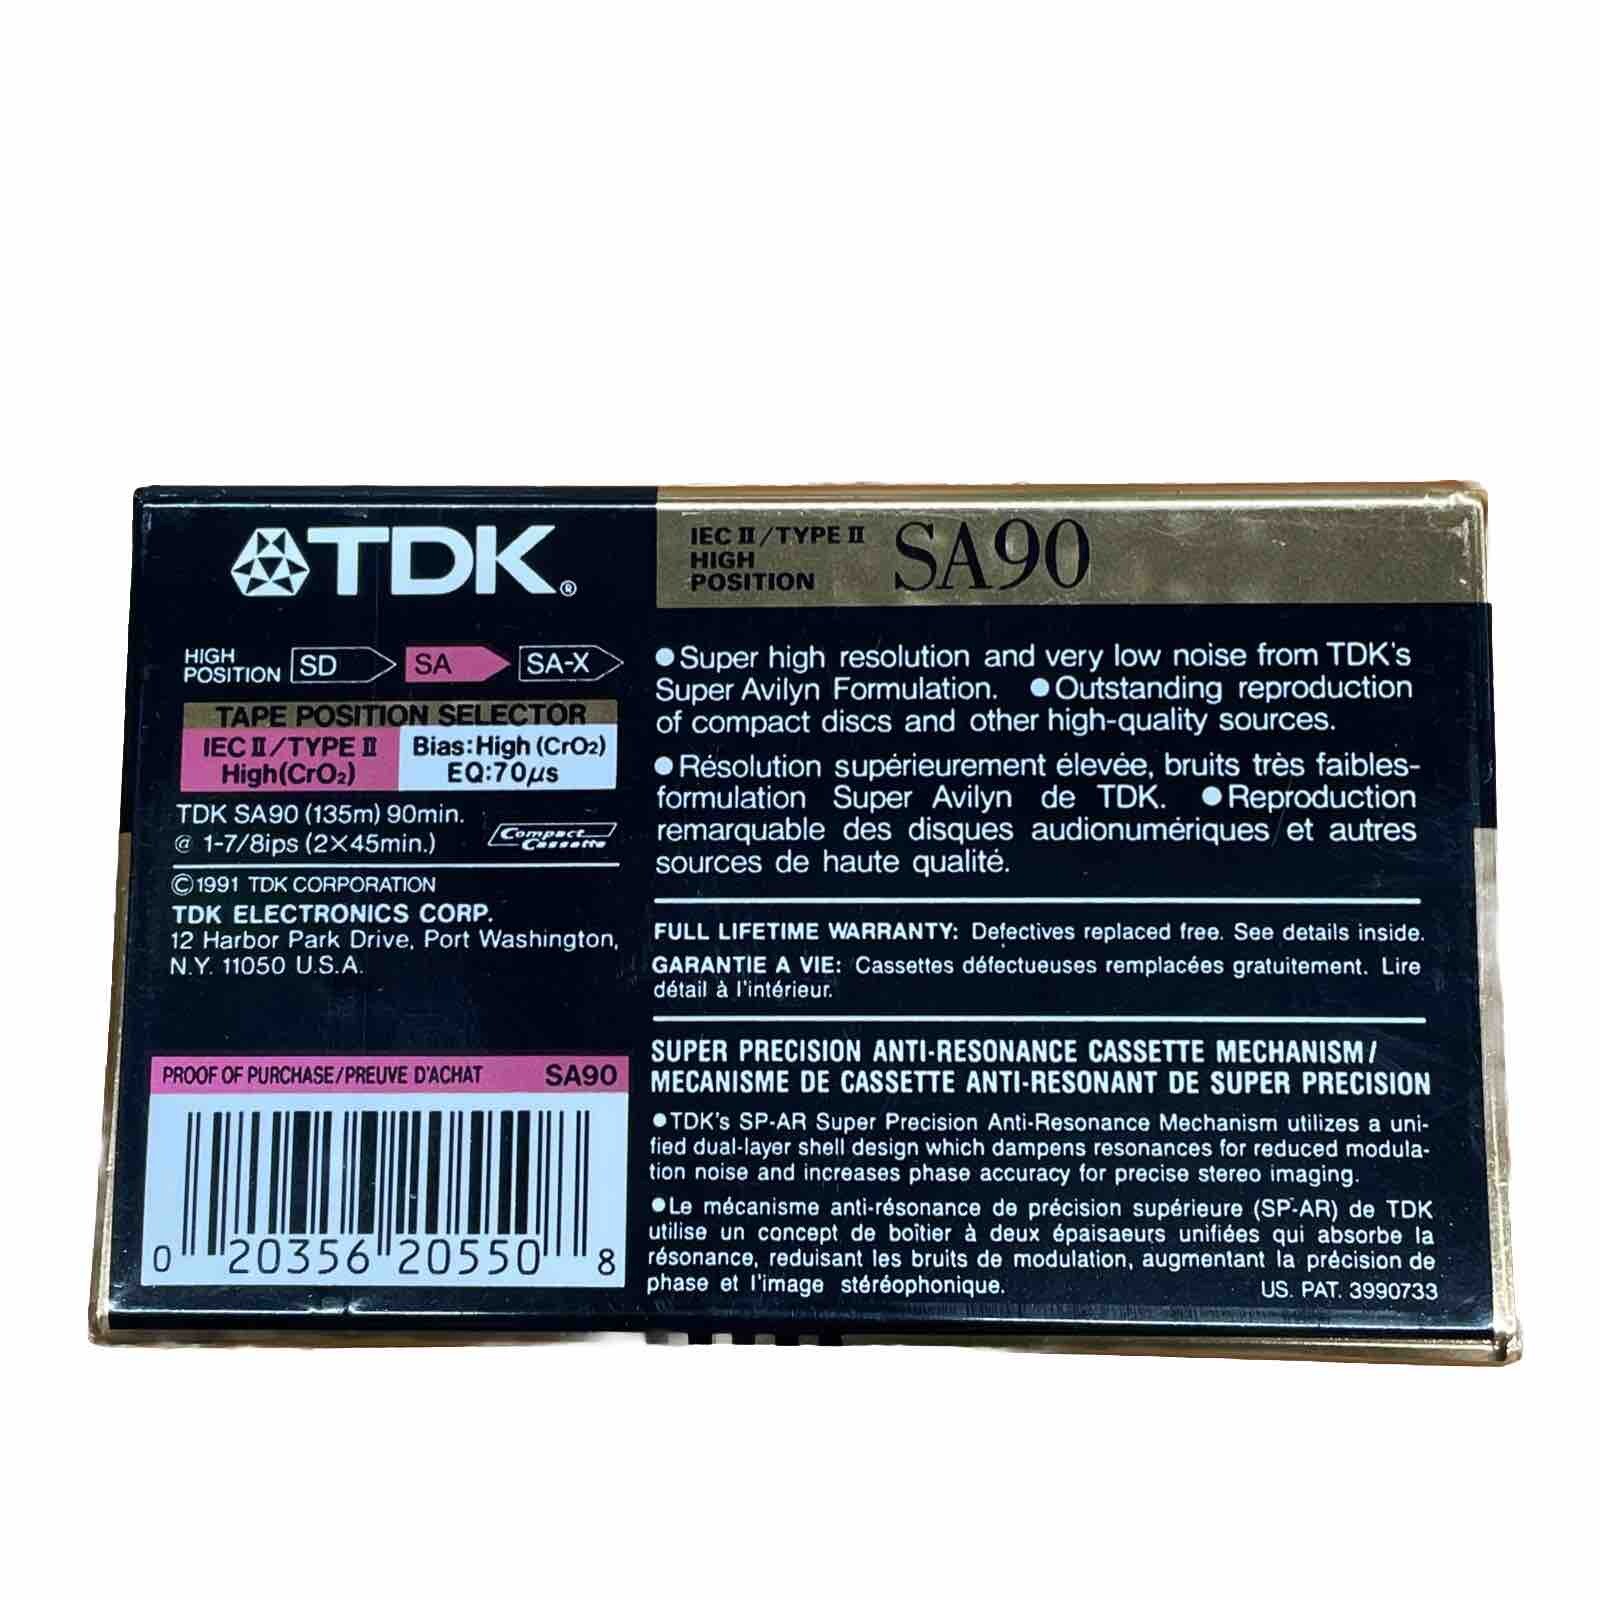 TDK®
IEC II/TYPE II
HIGH
POSITION
SA90
HIGH
POSITION
SD
SA
SA-X
TAPE POSITION SELECTOR
IEC II/TYPE II
High(CrO₂)
Bias:High (CrO₂)
EQ:70µs
TDK SA90 (135m) 90min.
@ 1-7/8ips (2×45min.)
Compact
Cassette
©1991 TDK CORPORATION
TDK ELECTRONICS CORP.
12 Harbor Park Drive, Port Washington,
N.Y. 11050 U.S.A.
PROOF OF PURCHASE/PREUVE D'ACHAT SA90
0 20356 20550 8
●Super high resolution and very low noise from TDK's
Super Avilyn Formulation. ●Outstanding reproduction
of compact discs and other high-quality sources.
●Résolution supérieurement élevée, bruits très faibles-
formulation Super Avilyn de TDK. ●Reproduction
remarquable des disques audionumériques et autres
sources de haute qualité.
FULL LIFETIME WARRANTY: Defectives replaced free. See details inside.
GARANTIE A VIE: Cassettes défectueuses remplacées gratuitement. Lire
détail à l'intérieur.
SUPER PRECISION ANTI-RESONANCE CASSETTE MECHANISM/
MECANISME DE CASSETTE ANTI-RESONANT DE SUPER PRECISION
●TDK's SP-AR Super Precision Anti-Resonance Mechanism utilizes a uni-
fied dual-layer shell design which dampens resonances for reduced modula-
tion noise and increases phase accuracy for precise stereo imaging.
●Le mécanisme anti-résonance de précision supérieure (SP-AR) de TDK
utilise un concept de boîtier à deux épaisaeurs unifiées qui absorbe la
résonance, reduisant les bruits de modulation, augmentant la précision de
phase et l'image stéréophonique.
US. PAT. 3990733